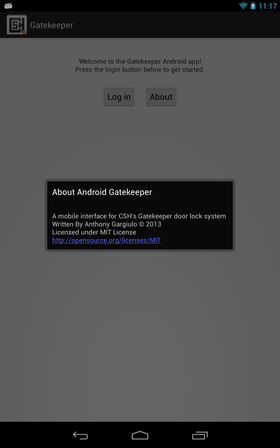 11:17
Gatekeeper
Welcome to the Gatekeeper Android app!
Press the login button below to get started.
Log in
About
About Android Gatekeeper
A mobile interface for CSH's Gatekeeper door lock system
Written By Anthony Gargiulo © 2013
Licensed under MIT License
http://opensource.org/licenses/MIT